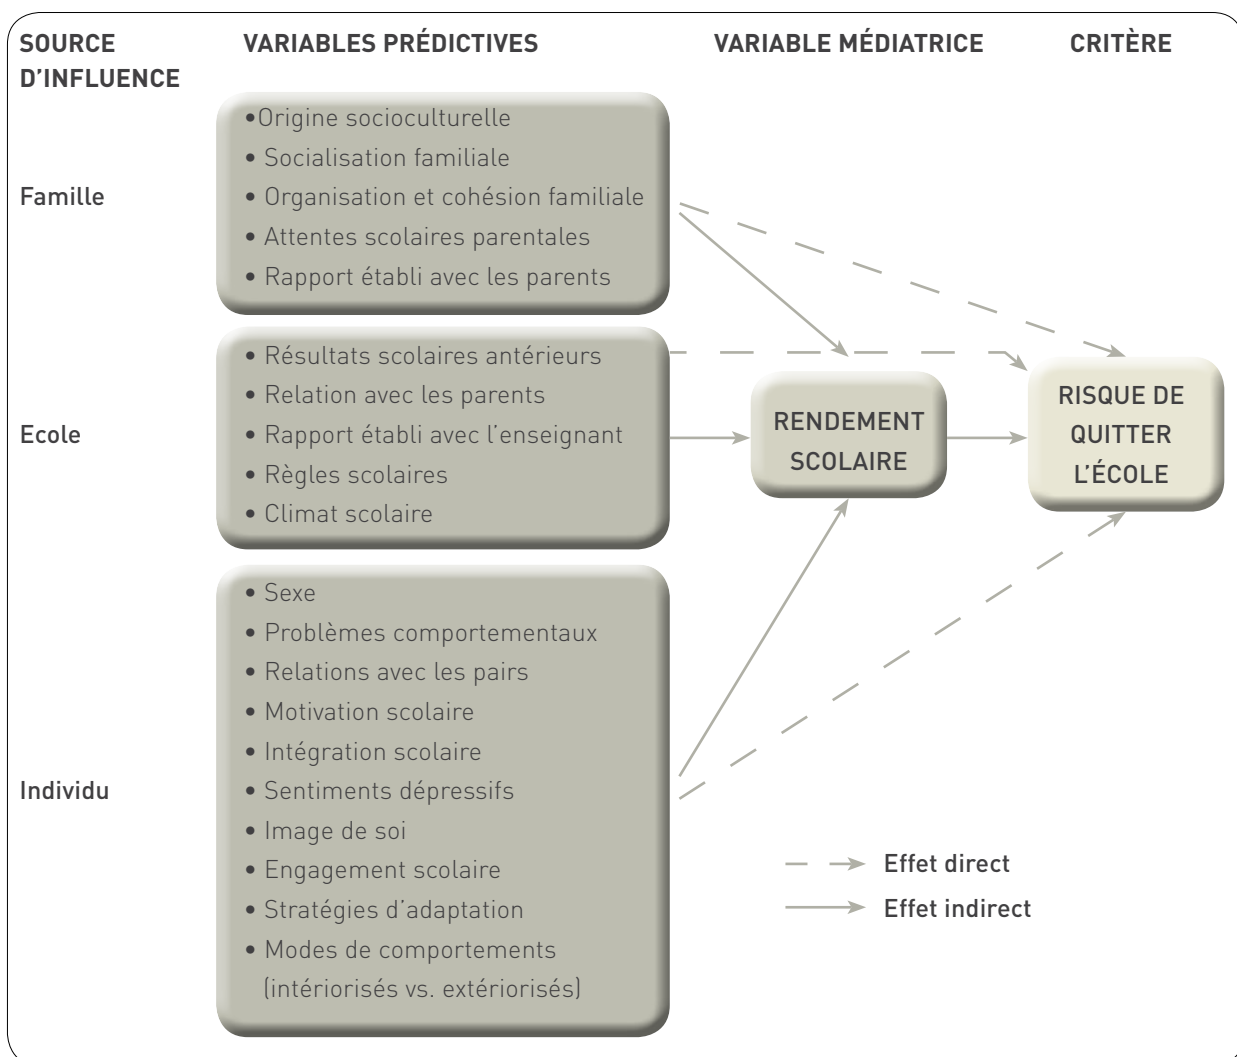 SOURCE D'INFLUENCE
VARIABLES PRÉDICTIVES
VARIABLE MÉDIATRICE
CRITÈRE
Famille
•Origine socioculturelle
• Socialisation familiale
• Organisation et cohésion familiale
• Attentes scolaires parentales
• Rapport établi avec les parents
Ecole
• Résultats scolaires antérieurs
• Relation avec les parents
• Rapport établi avec l'enseignant
• Règles scolaires
• Climat scolaire
RENDEMENT
SCOLAIRE
RISQUE DE
QUITTER
L'ÉCOLE
Individu
• Sexe
• Problèmes comportementaux
• Relations avec les pairs
• Motivation scolaire
• Intégration scolaire
• Sentiments dépressifs
• Image de soi
• Engagement scolaire
• Stratégies d'adaptation
• Modes de comportements
(intériorisés vs. extériorisés)
Effet direct
Effet indirect